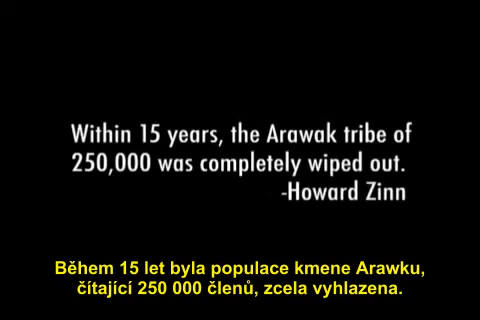 Within 15 years, the Arawak tribe of
250,000 was completely wiped out.
-Howard Zinn
Během 15 let byla populace kmene Arawku,
čítající 250 000 členů, zcela vyhlazena.